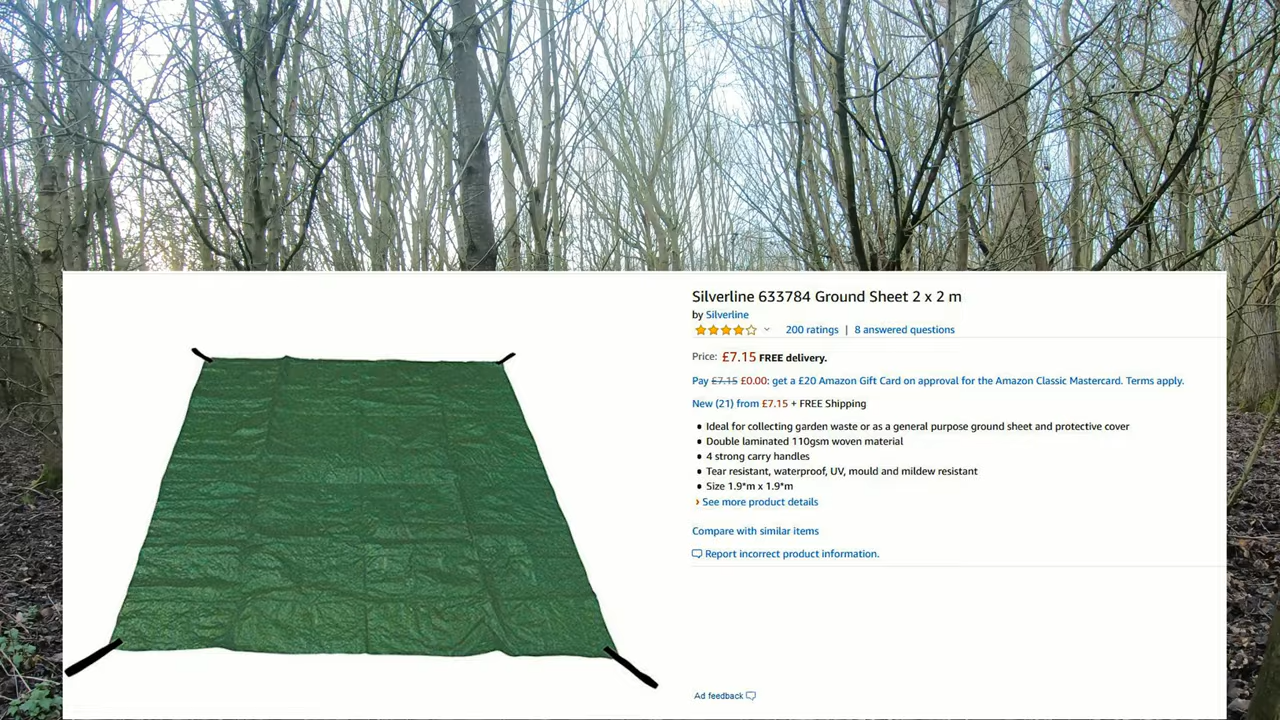 Silverline 633784 Ground Sheet 2 x 2 m
by Silverline
200 ratings | 8 answered questions
Price: £7.15 FREE delivery.
Pay £7.15 £0.00: get a £20 Amazon Gift Card on approval for the Amazon Classic Mastercard. Terms apply.
New (21) from £7.15 + FREE Shipping
• Ideal for collecting garden waste or as a general purpose ground sheet and protective cover
• Double laminated 110gsm woven material
• 4 strong carry handles
• Tear resistant, waterproof, UV, mould and mildew resistant
• Size 1.9*m x 1.9*m
› See more product details
Compare with similar items
Report incorrect product information.
Ad feedback